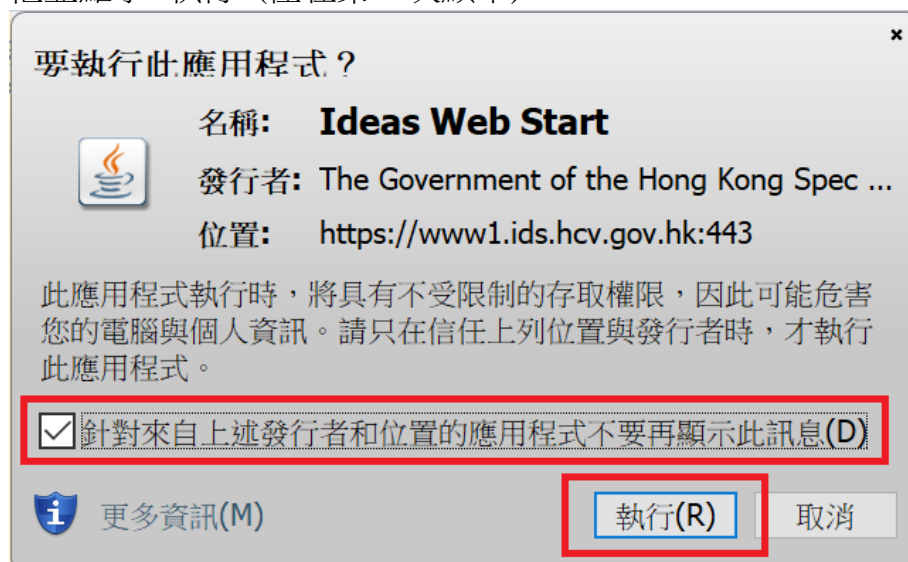 要執行此應用程式？
名稱: Ideas Web Start
發行者: The Government of the Hong Kong Spec ...
位置: https://www1.ids.hcv.gov.hk:443
此應用程式執行時，將具有不受限制的存取權限，因此可能危害
您的電腦與個人資訊。請只在信任上列位置與發行者時，才執行
此應用程式。
針對來自上述發行者和位置的應用程式不要再顯示此訊息(D)
更多資訊(M) 執行(R) 取消